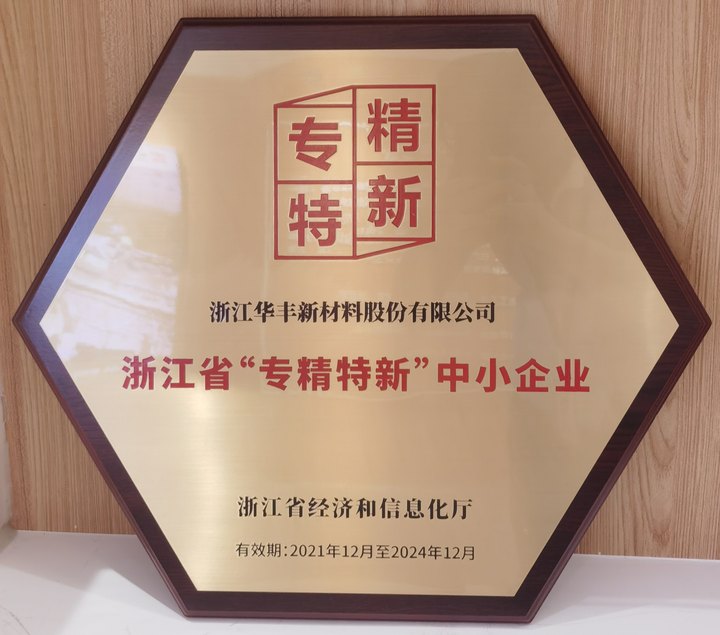 专精
特新
浙江华丰新材料股份有限公司
浙江省“专精特新”中小企业
浙江省经济和信息化厅
有效期：2021年12月至2024年12月